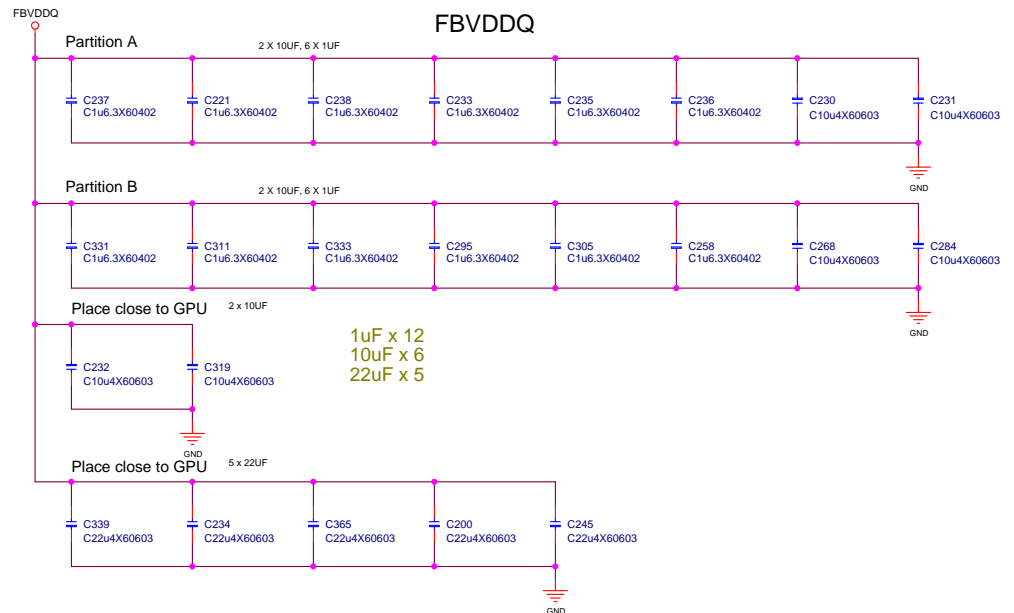 FBVDDQ
FBVDDQ
Partition A
2 X 10UF, 6 X 1UF
C237 C221 C238 C233 C235 C236 C230 C231
C1u6.3X60402 C1u6.3X60402 C1u6.3X60402 C1u6.3X60402 C1u6.3X60402 C1u6.3X60402 C10u4X60603 C10u4X60603
GND
Partition B
2 X 10UF, 6 X 1UF
C331 C311 C333 C295 C305 C258 C268 C284
C1u6.3X60402 C1u6.3X60402 C1u6.3X60402 C1u6.3X60402 C1u6.3X60402 C1u6.3X60402 C10u4X60603 C10u4X60603
GND
Place close to GPU
2 x 10UF
1uF x 12
10uF x 6
22uF x 5
C232 C319
C10u4X60603 C10u4X60603
GND
Place close to GPU
5 x 22UF
C339 C234 C365 C200 C245
C22u4X60603 C22u4X60603 C22u4X60603 C22u4X60603 C22u4X60603
GND